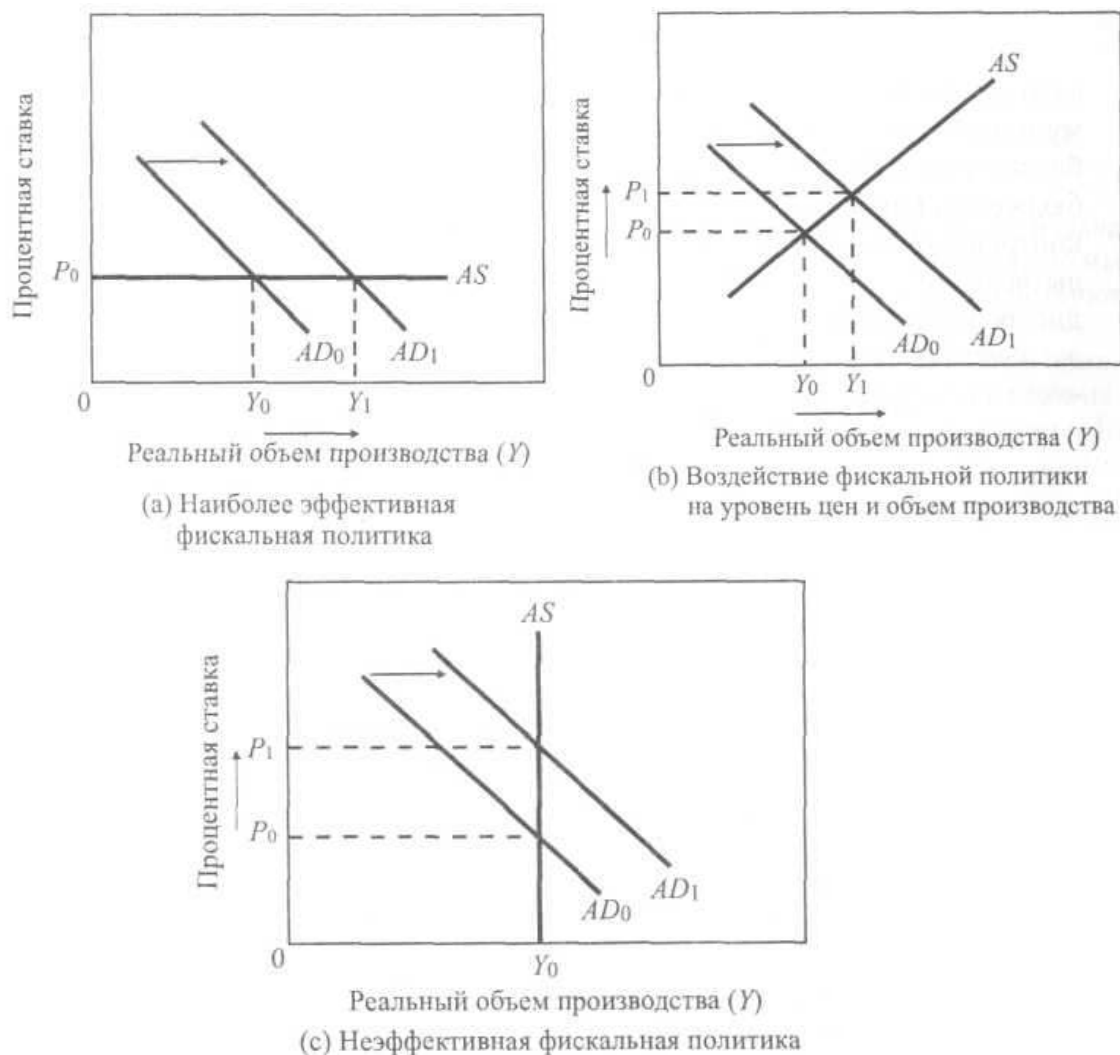 Процентная ставка
P0
AS
AD0
AD1
0
Y0
Y1
Реальный объем производства (Y)
(a) Наиболее эффективная
фискальная политика
Процентная ставка
AS
P1
P0
AD1
AD0
0
Y0
Y1
Реальный объем производства (Y)
(b) Воздействие фискальной политики
на уровень цен и объем производства
Процентная ставка
AS
P1
P0
AD1
AD0
0
Y0
Реальный объем производства (Y)
(c) Неэффективная фискальная политика